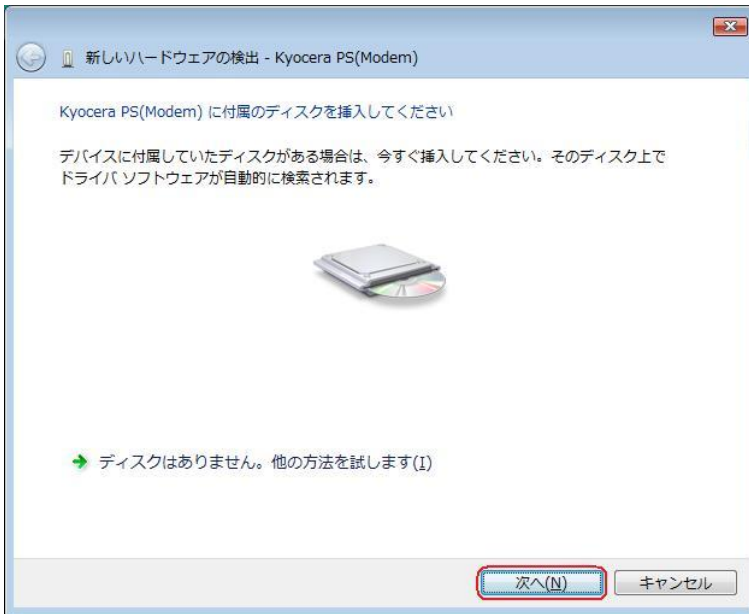 新しいハードウェアの検出 - Kyocera PS(Modem)
Kyocera PS(Modem) に付属のディスクを挿入してください
デバイスに付属していたディスクがある場合は、今すぐ挿入してください。そのディスク上で
ドライバ ソフトウェアが自動的に検索されます。
ディスクはありません。他の方法を試します(I)
次へ(N)
キャンセル